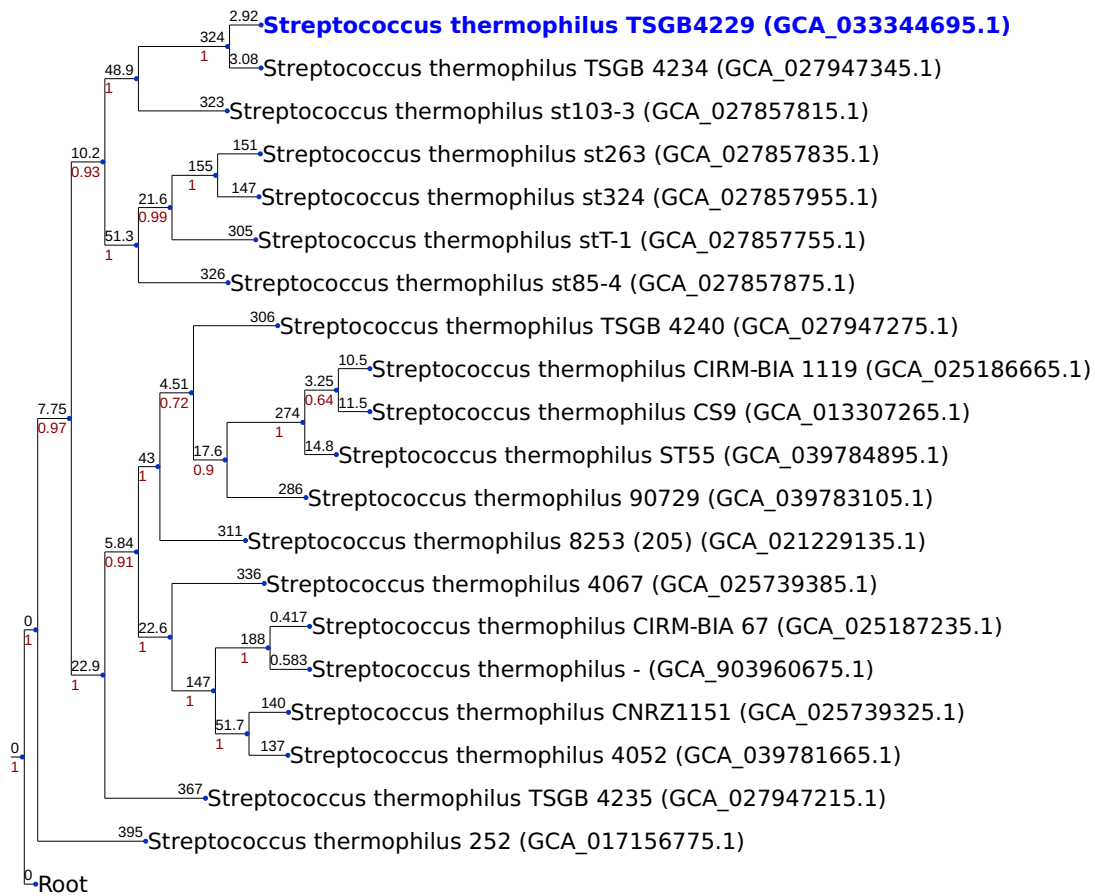 2.92
Streptococcus thermophilus TSGB4229 (GCA_033344695.1)
324
1
3.08
Streptococcus thermophilus TSGB 4234 (GCA_027947345.1)
48.9
1
323
Streptococcus thermophilus st103-3 (GCA_027857815.1)
10.2
0.93
151
Streptococcus thermophilus st263 (GCA_027857835.1)
155
1
147
Streptococcus thermophilus st324 (GCA_027857955.1)
21.6
0.99
305
Streptococcus thermophilus stT-1 (GCA_027857755.1)
51.3
1
326
Streptococcus thermophilus st85-4 (GCA_027857875.1)
306
Streptococcus thermophilus TSGB 4240 (GCA_027947275.1)
10.5
Streptococcus thermophilus CIRM-BIA 1119 (GCA_025186665.1)
4.51
0.72
3.25
0.64
11.5
Streptococcus thermophilus CS9 (GCA_013307265.1)
7.75
0.97
274
1
14.8
Streptococcus thermophilus ST55 (GCA_039784895.1)
17.6
0.9
43
1
286
Streptococcus thermophilus 90729 (GCA_039783105.1)
311
Streptococcus thermophilus 8253 (205) (GCA_021229135.1)
5.84
0.91
336
Streptococcus thermophilus 4067 (GCA_025739385.1)
0.417
Streptococcus thermophilus CIRM-BIA 67 (GCA_025187235.1)
0
1
22.6
1
188
1
0.583
Streptococcus thermophilus - (GCA_903960675.1)
22.9
1
147
1
140
Streptococcus thermophilus CNRZ1151 (GCA_025739325.1)
51.7
1
137
Streptococcus thermophilus 4052 (GCA_039781665.1)
0
1
367
Streptococcus thermophilus TSGB 4235 (GCA_027947215.1)
395
Streptococcus thermophilus 252 (GCA_017156775.1)
0
Root